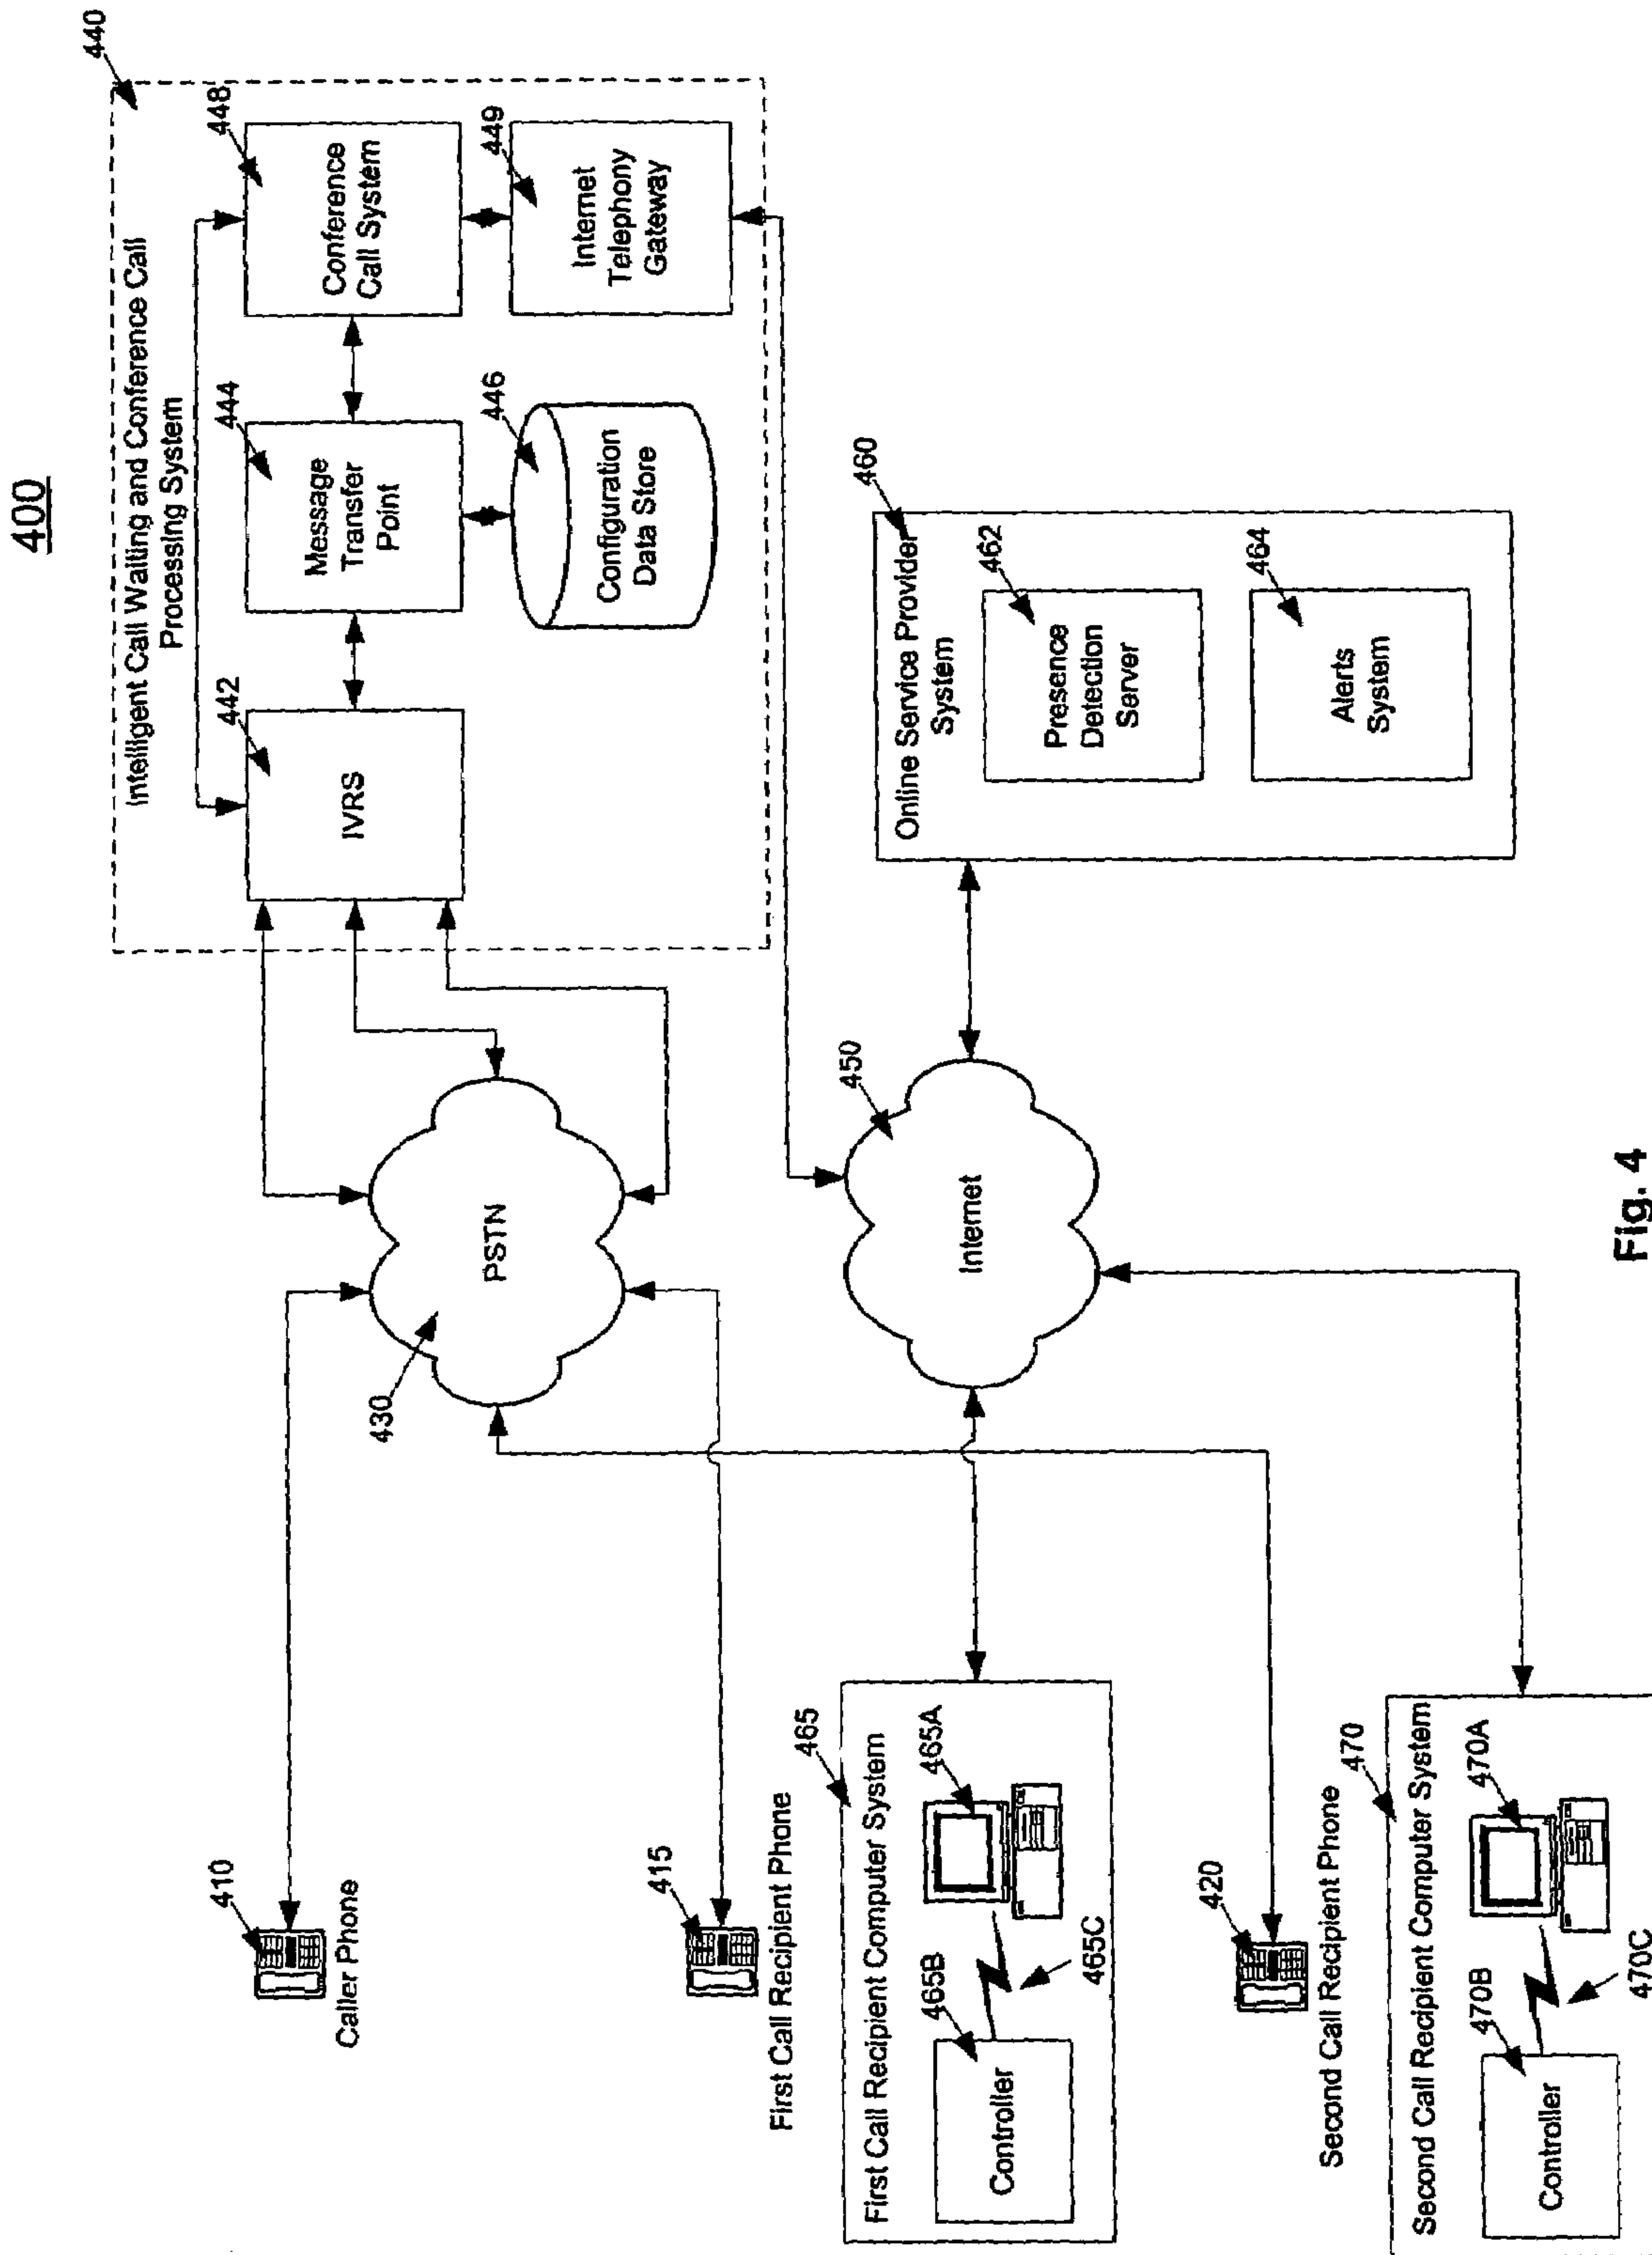 400
440
Intelligent Call Waiting and Conference Call
Processing System
442
IVRS
444
Message
Transfer
Point
448
Conference
Call System
446
Configuration
Data Store
449
Internet
Telephony
Gateway
410
Caller Phone
430
PSTN
415
First Call Recipient Phone
450
Internet
460
Online Service Provider
System
462
Presence
Detection
Server
464
Alerts
System
465
First Call Recipient Computer System
465A
465B
Controller
465C
420
Second Call Recipient Phone
470
Second Call Recipient Computer System
470A
470B
Controller
470C
Fig. 4